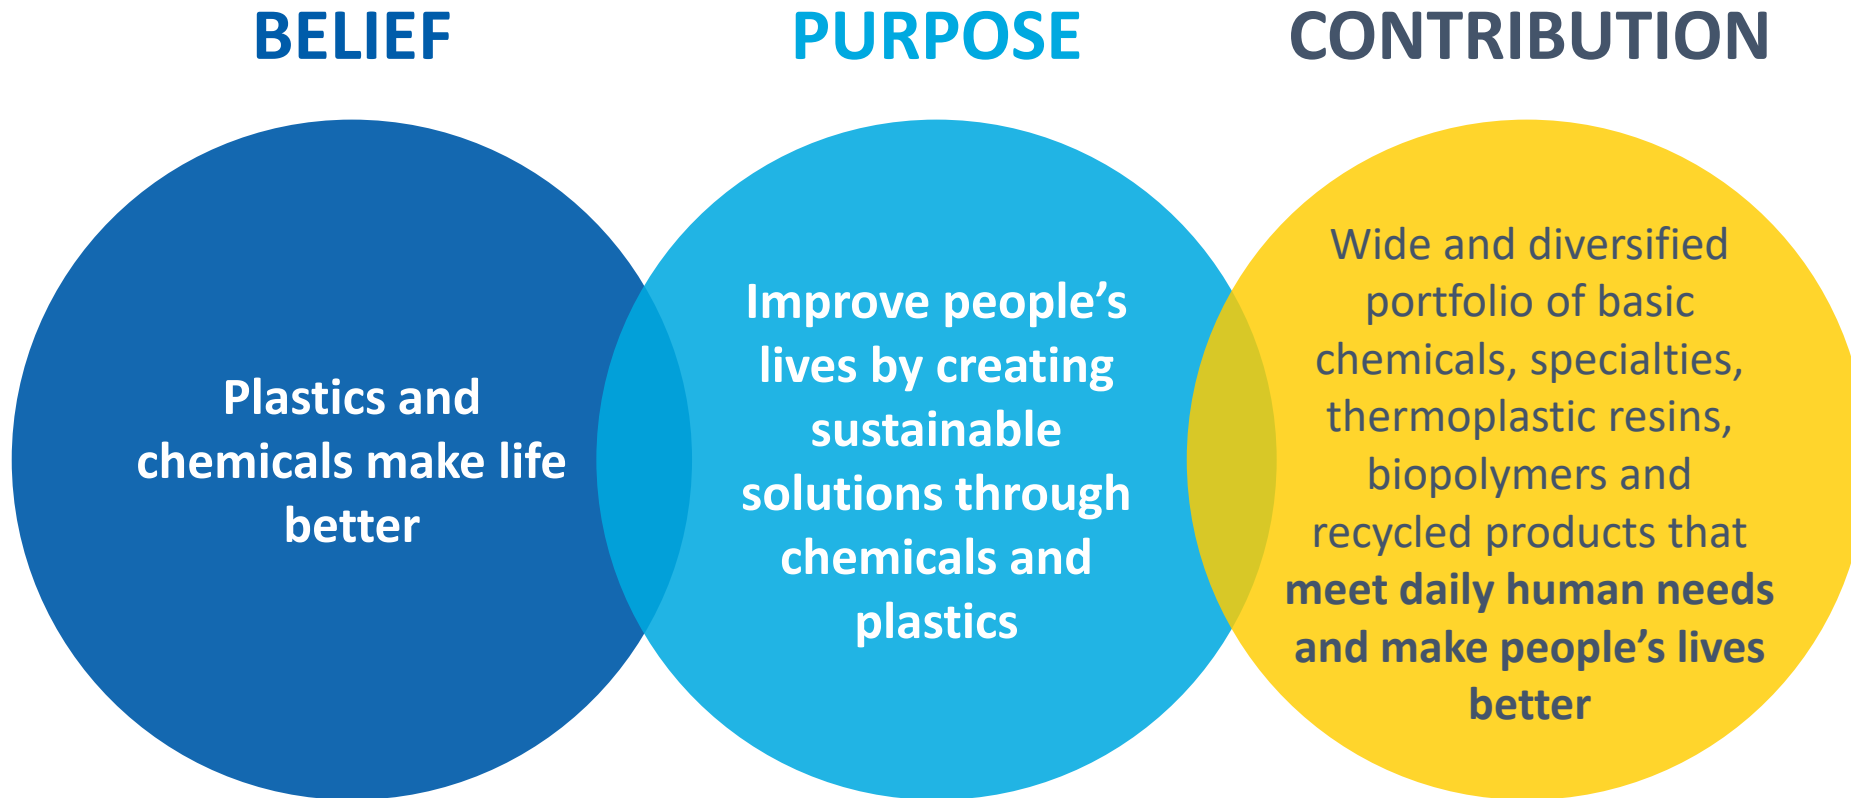 BELIEF
PURPOSE
CONTRIBUTION
Plastics and
chemicals make life
better
Improve people’s
lives by creating
sustainable
solutions through
chemicals and
plastics
Wide and diversified
portfolio of basic
chemicals, specialties,
thermoplastic resins,
biopolymers and
recycled products that
meet daily human needs
and make people’s lives
better